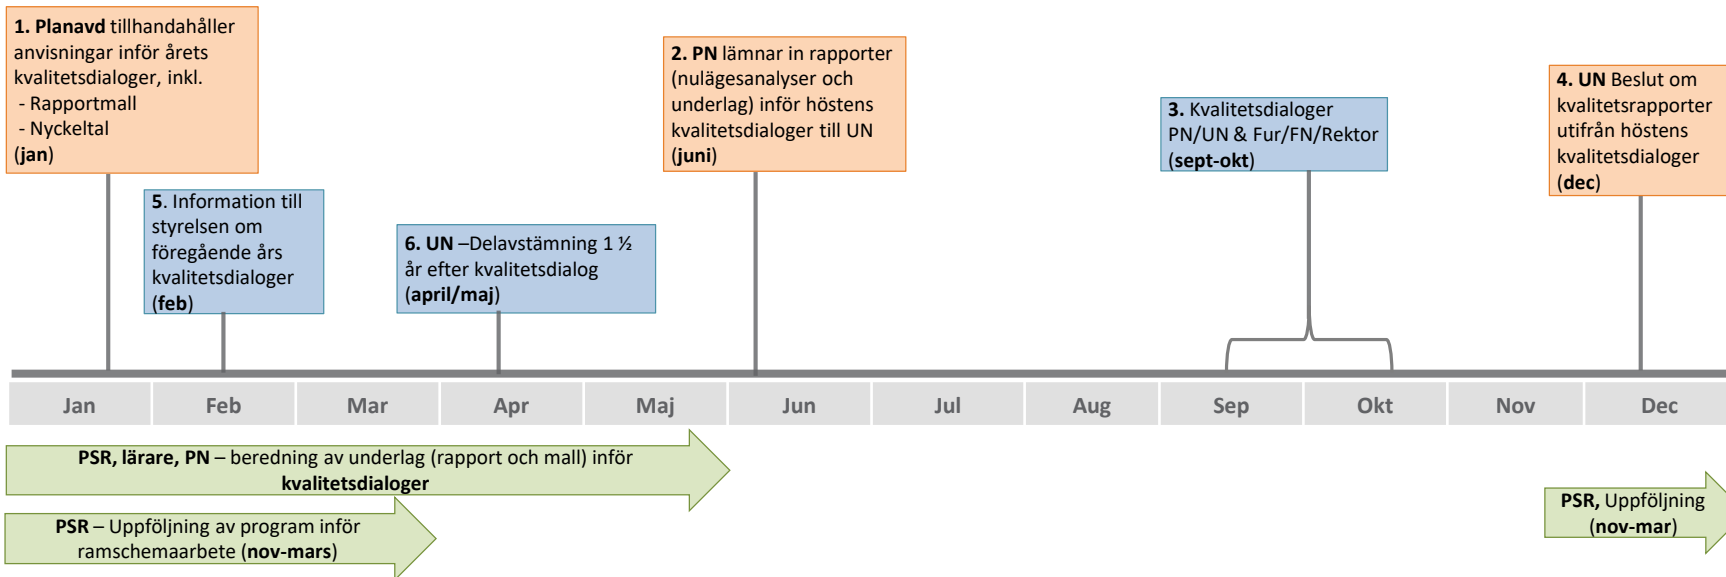 1. Planavd tillhandahåller
anvisningar inför årets
kvalitetsdialoger, inkl.
- Rapportmall
- Nyckeltal
(jan)
5. Information till
styrelsen om
föregående års
kvalitetsdialoger
(feb)
6. UN –Delavstämning 1 ½
år efter kvalitetsdialog
(april/maj)
2. PN lämnar in rapporter
(nulägesanalyser och
underlag) inför höstens
kvalitetsdialoger till UN
(juni)
3. Kvalitetsdialoger
PN/UN & Fur/FN/Rektor
(sept-okt)
4. UN Beslut om
kvalitetsrapporter
utifrån höstens
kvalitetsdialoger
(dec)
Jan Feb Mar Apr Maj Jun Jul Aug Sep Okt Nov Dec
PSR, lärare, PN – beredning av underlag (rapport och mall) inför
kvalitetsdialoger
PSR – Uppföljning av program inför
ramschemaarbete (nov-mars)
PSR, Uppföljning
(nov-mar)